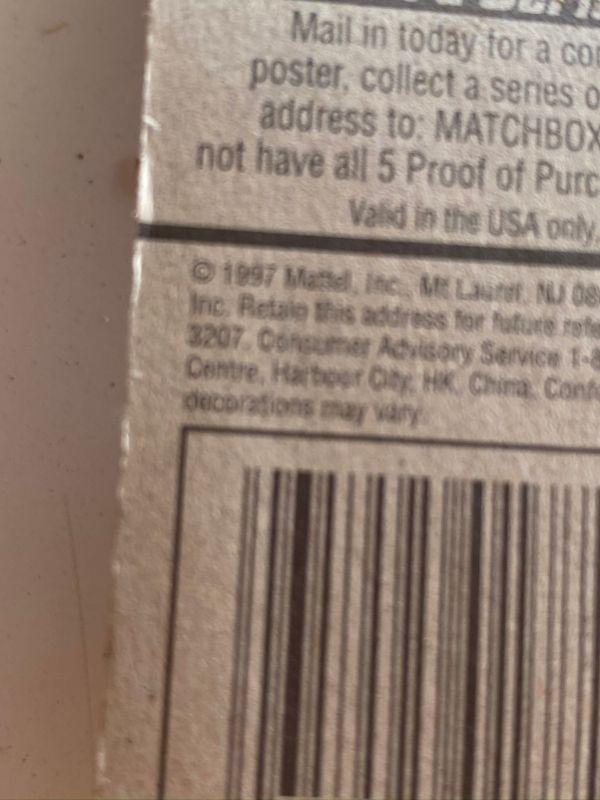 Mail in today for a
poster, collect a series
address to: MATCHBOX
not have all 5 Proof of
Valid in the USA only.
© 1997 Mattel, Inc., Mt Laurel, NJ
Inc. Retain this address for future
3207. Consumer Advisory Service 1-8
Centre, Harbour City, HK, China.
decorations may vary.